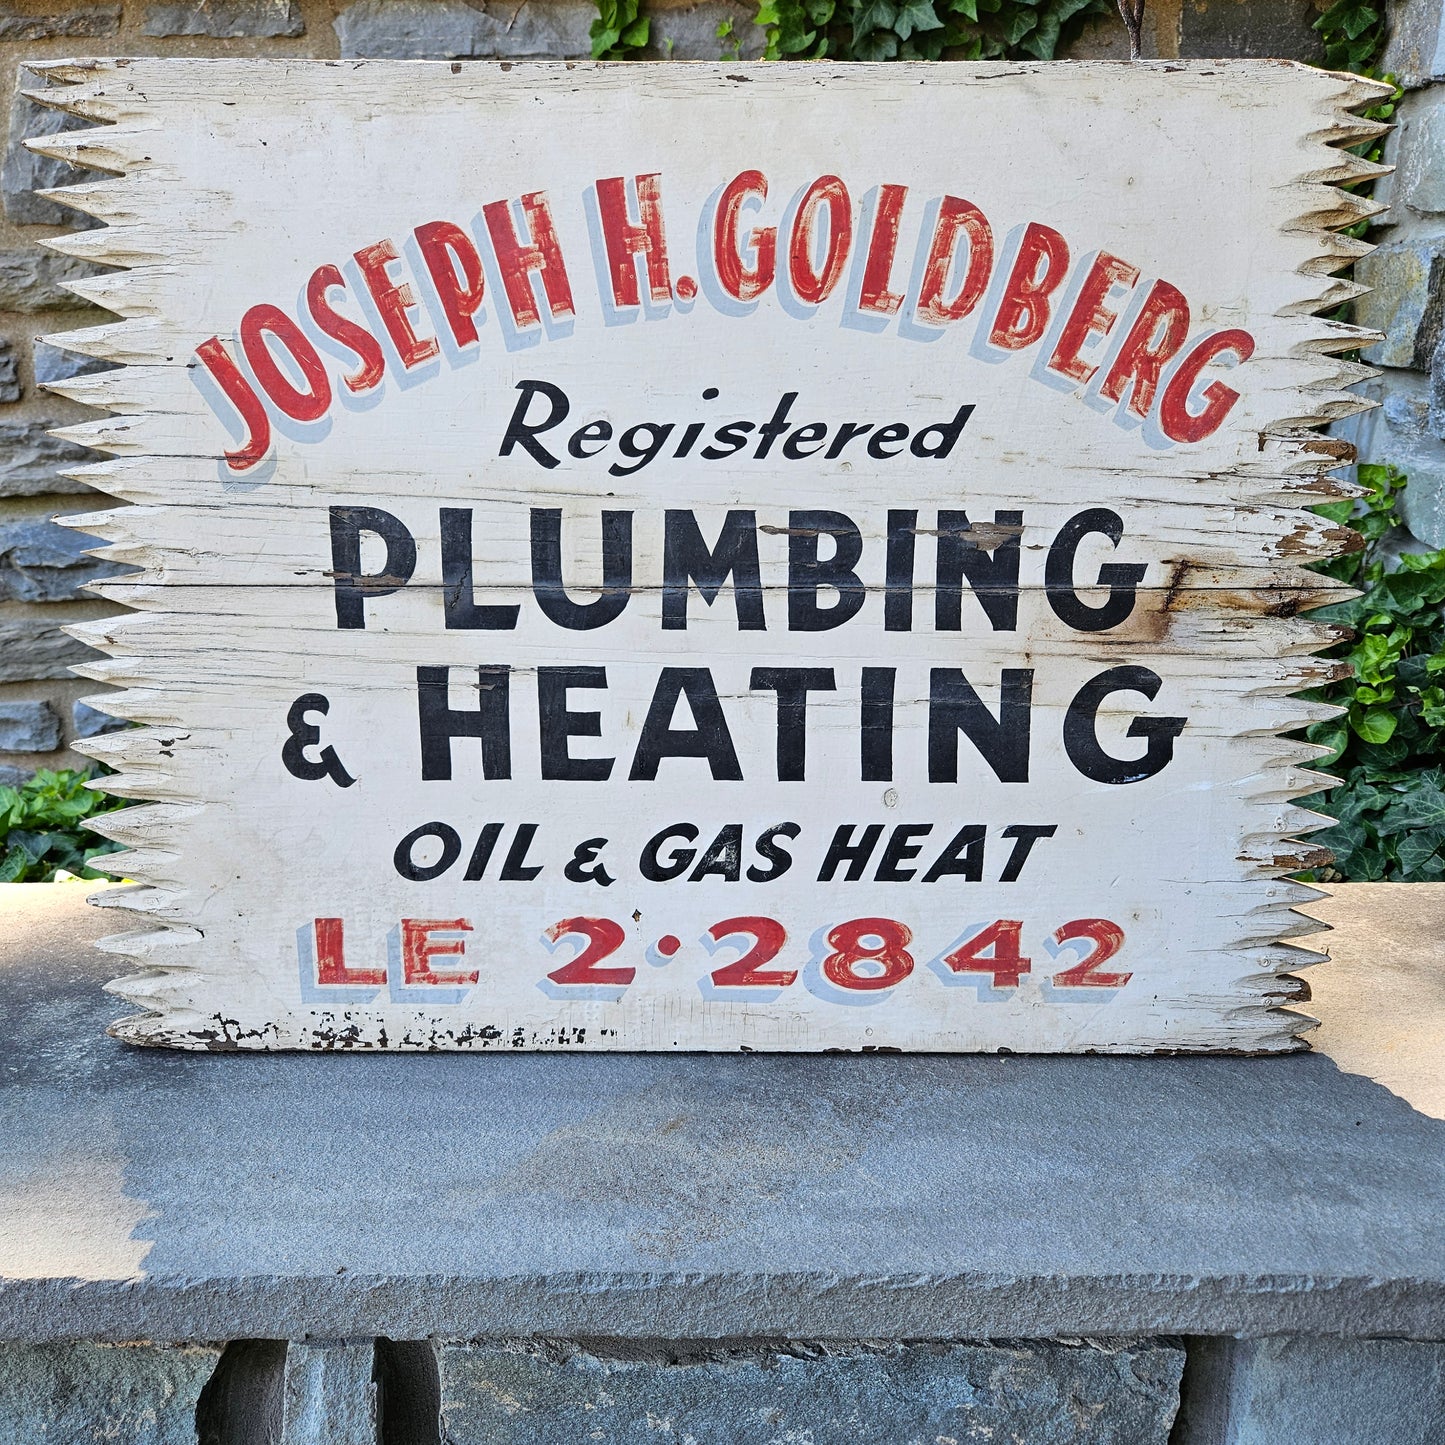 JOSEPH H. GOLDBERG
Registered
PLUMBING
& HEATING
OIL & GAS HEAT
LE 2·2842